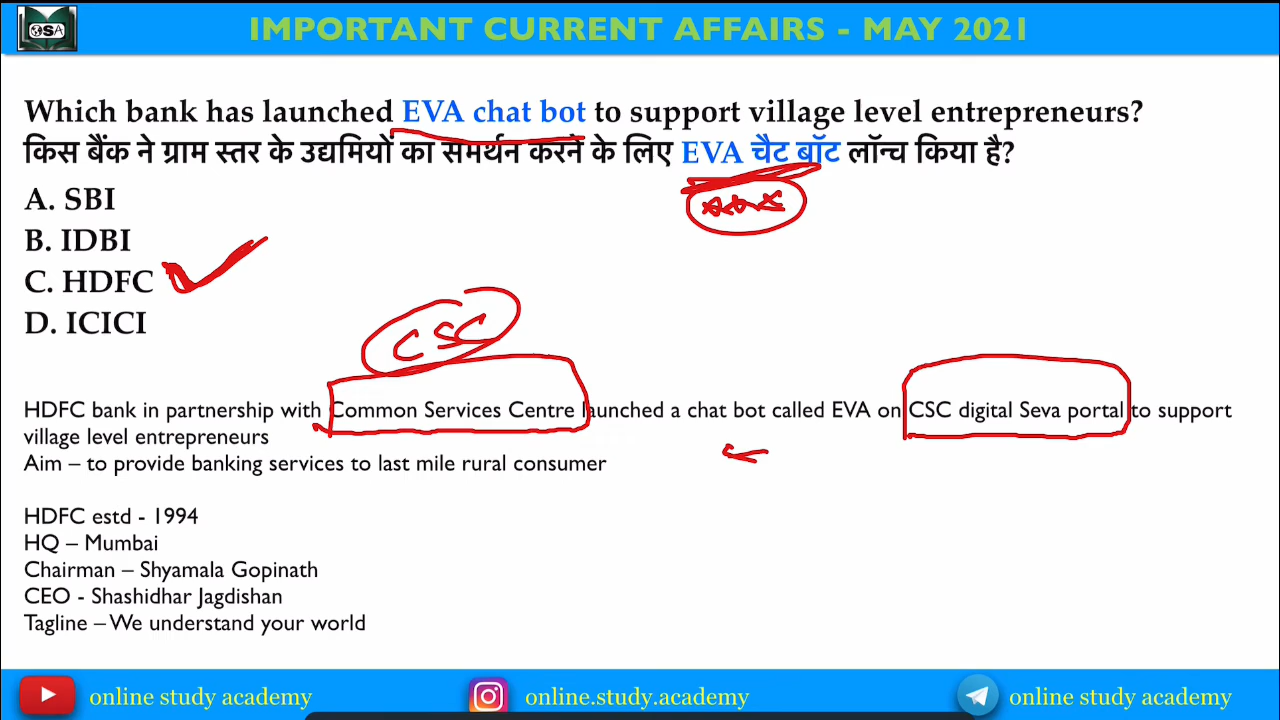 OSA
IMPORTANT CURRENT AFFAIRS - MAY 2021
Which bank has launched EVA chat bot to support village level entrepreneurs?
किस बैंक ने ग्राम स्तर के उद्यमियों का समर्थन करने के लिए EVA चैट बॉट लॉन्च किया है?
A. SBI
B. IDBI
C. HDFC
D. ICICI
CSC
HDFC bank in partnership with Common Services Centre launched a chat bot called EVA on CSC digital Seva portal to support
village level entrepreneurs
Aim – to provide banking services to last mile rural consumer
HDFC estd - 1994
HQ – Mumbai
Chairman – Shyamala Gopinath
CEO - Shashidhar Jagdishan
Tagline – We understand your world
online study academy
online.study.academy
online study academy